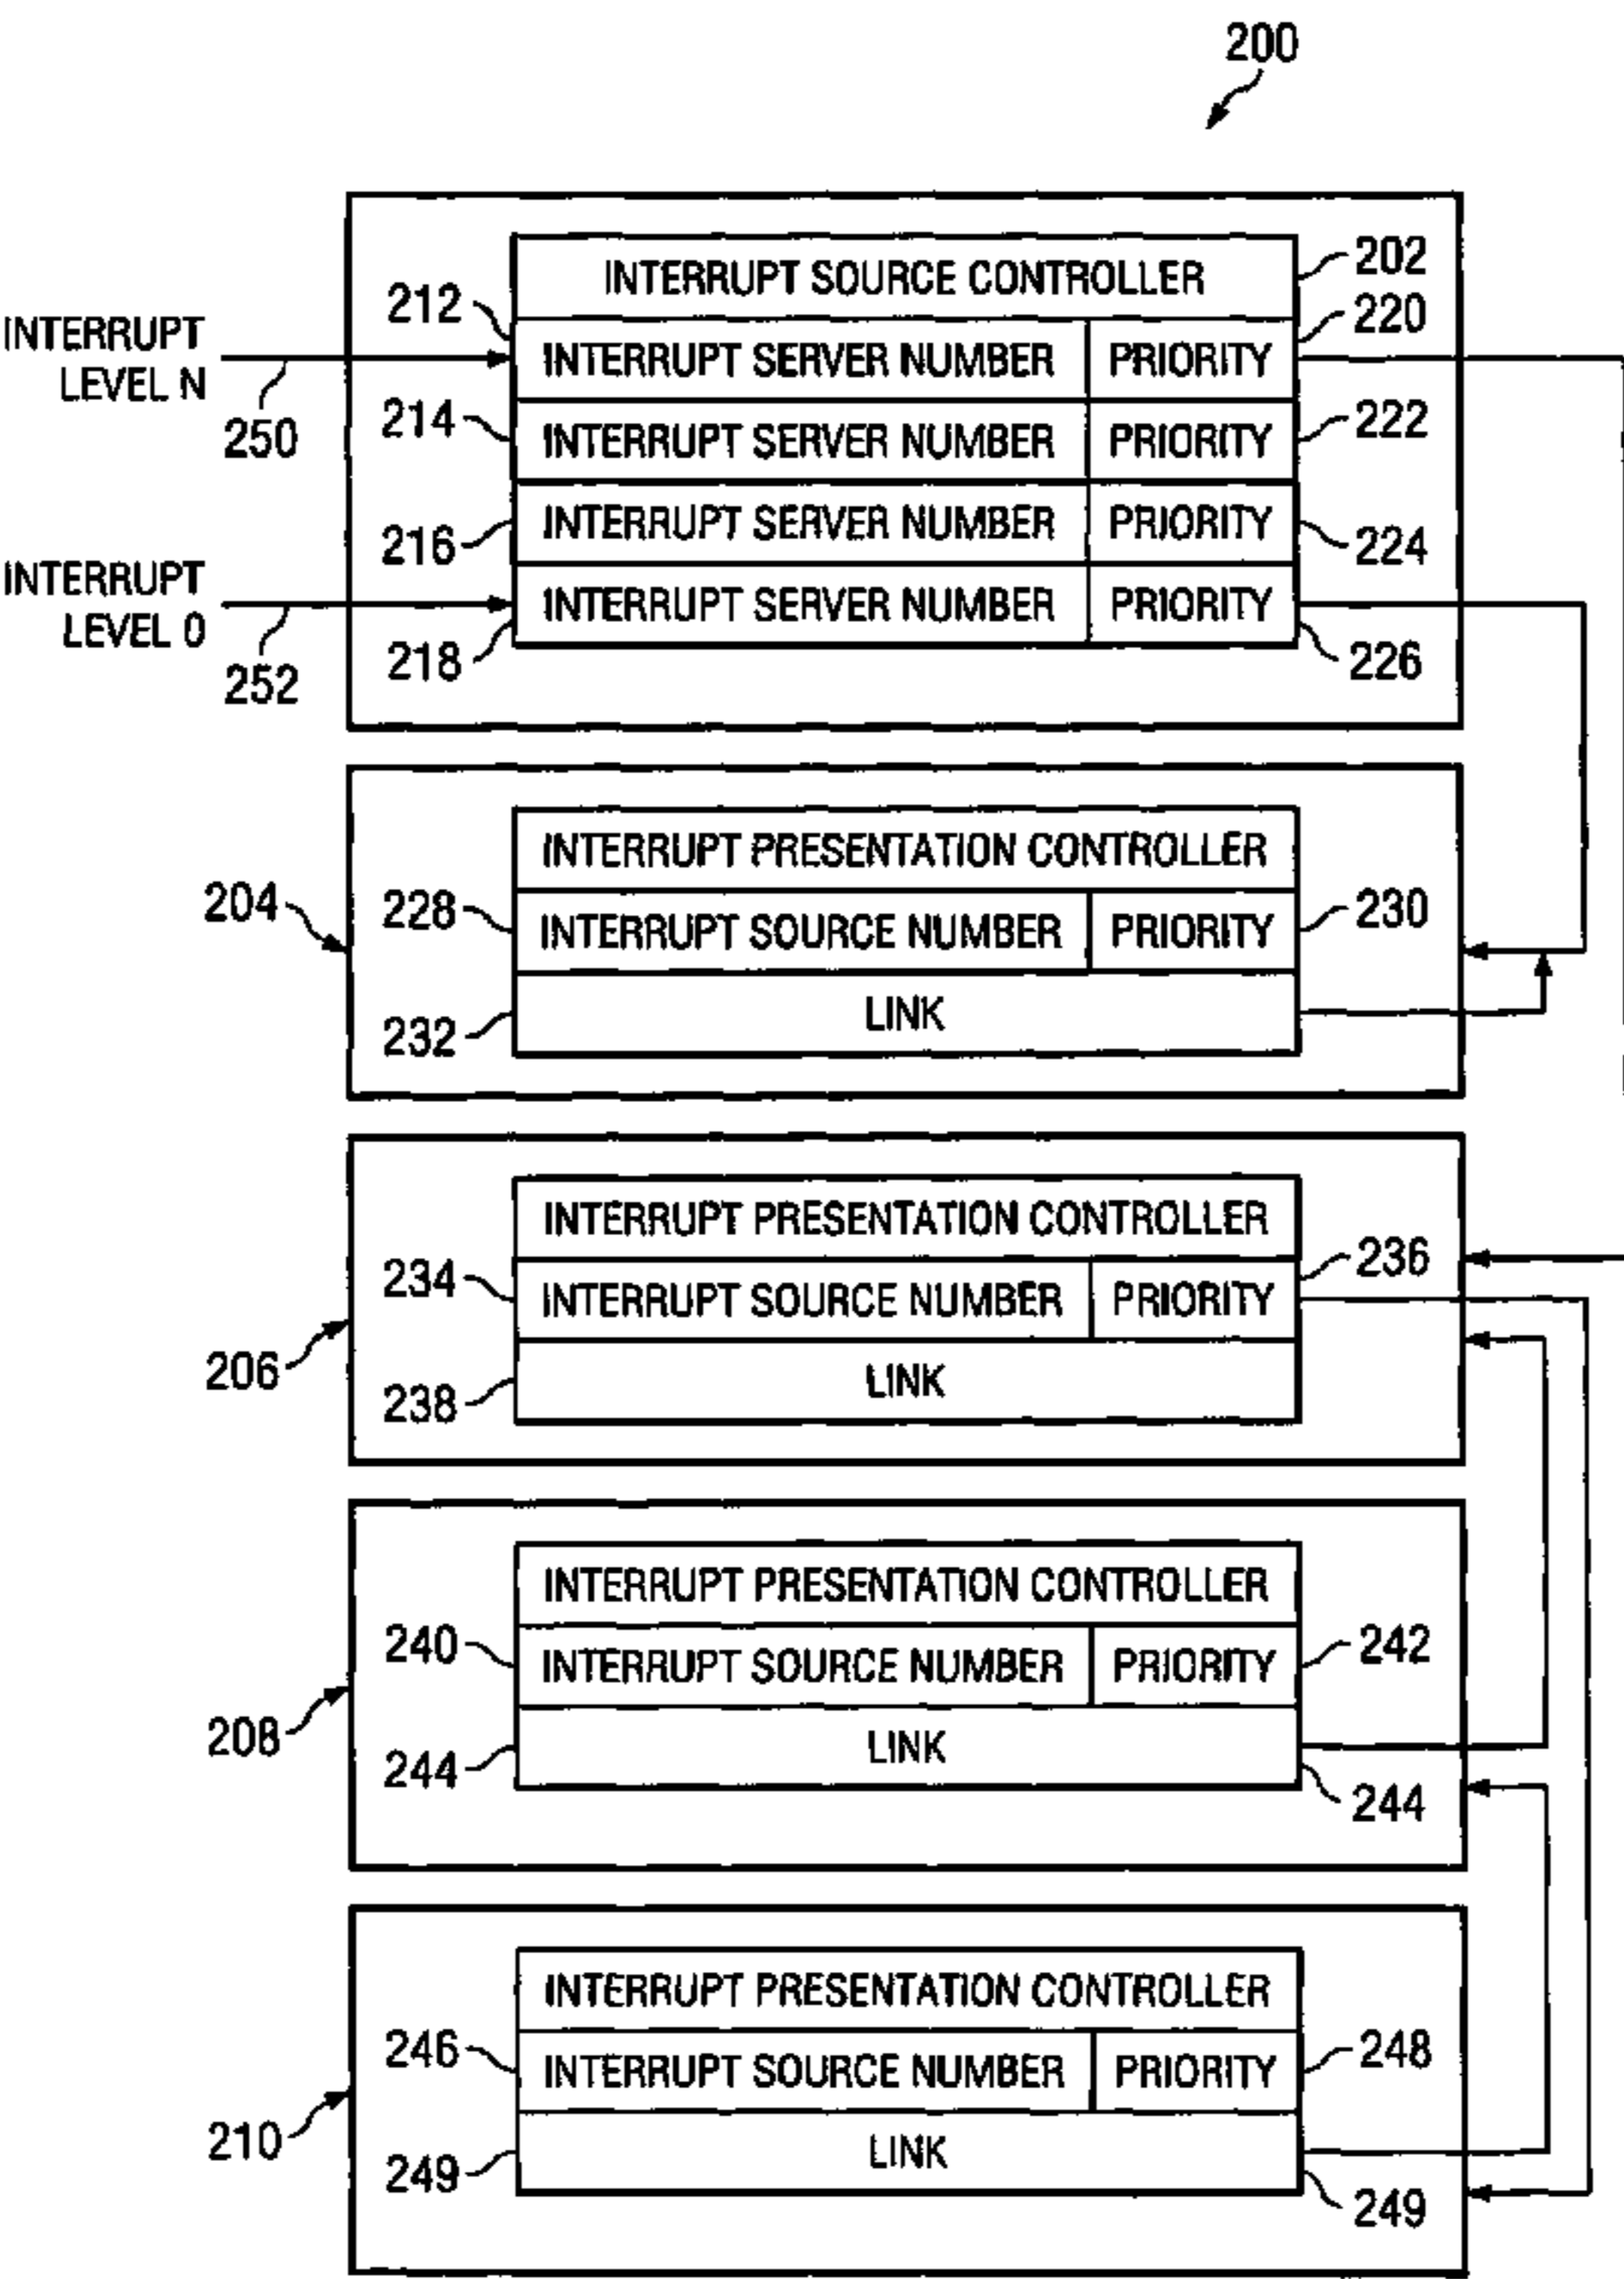 200
INTERRUPT SOURCE CONTROLLER
202
212
INTERRUPT SERVER NUMBER
PRIORITY
220
INTERRUPT
LEVEL N
250
214
INTERRUPT SERVER NUMBER
PRIORITY
222
216
INTERRUPT SERVER NUMBER
PRIORITY
224
INTERRUPT
LEVEL 0
252
218
INTERRUPT SERVER NUMBER
PRIORITY
226
204
INTERRUPT PRESENTATION CONTROLLER
228
INTERRUPT SOURCE NUMBER
PRIORITY
230
232
LINK
206
INTERRUPT PRESENTATION CONTROLLER
234
INTERRUPT SOURCE NUMBER
PRIORITY
236
238
LINK
208
INTERRUPT PRESENTATION CONTROLLER
240
INTERRUPT SOURCE NUMBER
PRIORITY
242
244
LINK
244
210
INTERRUPT PRESENTATION CONTROLLER
246
INTERRUPT SOURCE NUMBER
PRIORITY
248
249
LINK
249